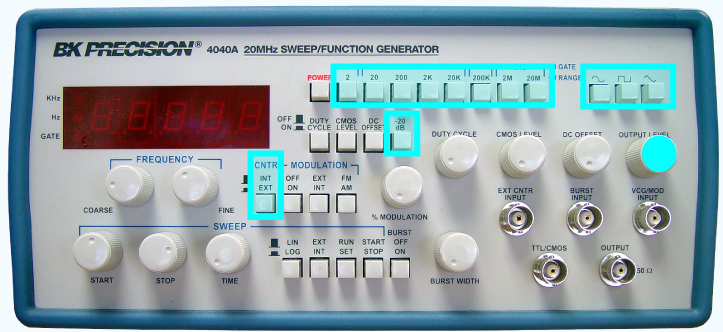 BK PRECISION® 4040A 20MHz SWEEP/FUNCTION GENERATOR
GATE
POWER 2 20 200 2K 20K 200K 2M 20M RANGE
KHz
Hz
GATE
OFF
ON
DUTY CYCLE
CMOS LEVEL
DC OFFSET
-20 dB
DUTY CYCLE
CMOS LEVEL
DC OFFSET
OUTPUT LEVEL
FREQUENCY
COARSE
FINE
CNTR
MODULATION
INT EXT
OFF ON
EXT INT
FM AM
% MODULATION
EXT CNTR INPUT
BURST INPUT
VCG/MOD INPUT
SWEEP
START
STOP
TIME
LIN LOG
EXT INT
RUN SET
START STOP
BURST OFF ON
BURST WIDTH
TTL/CMOS
OUTPUT
50 Ω